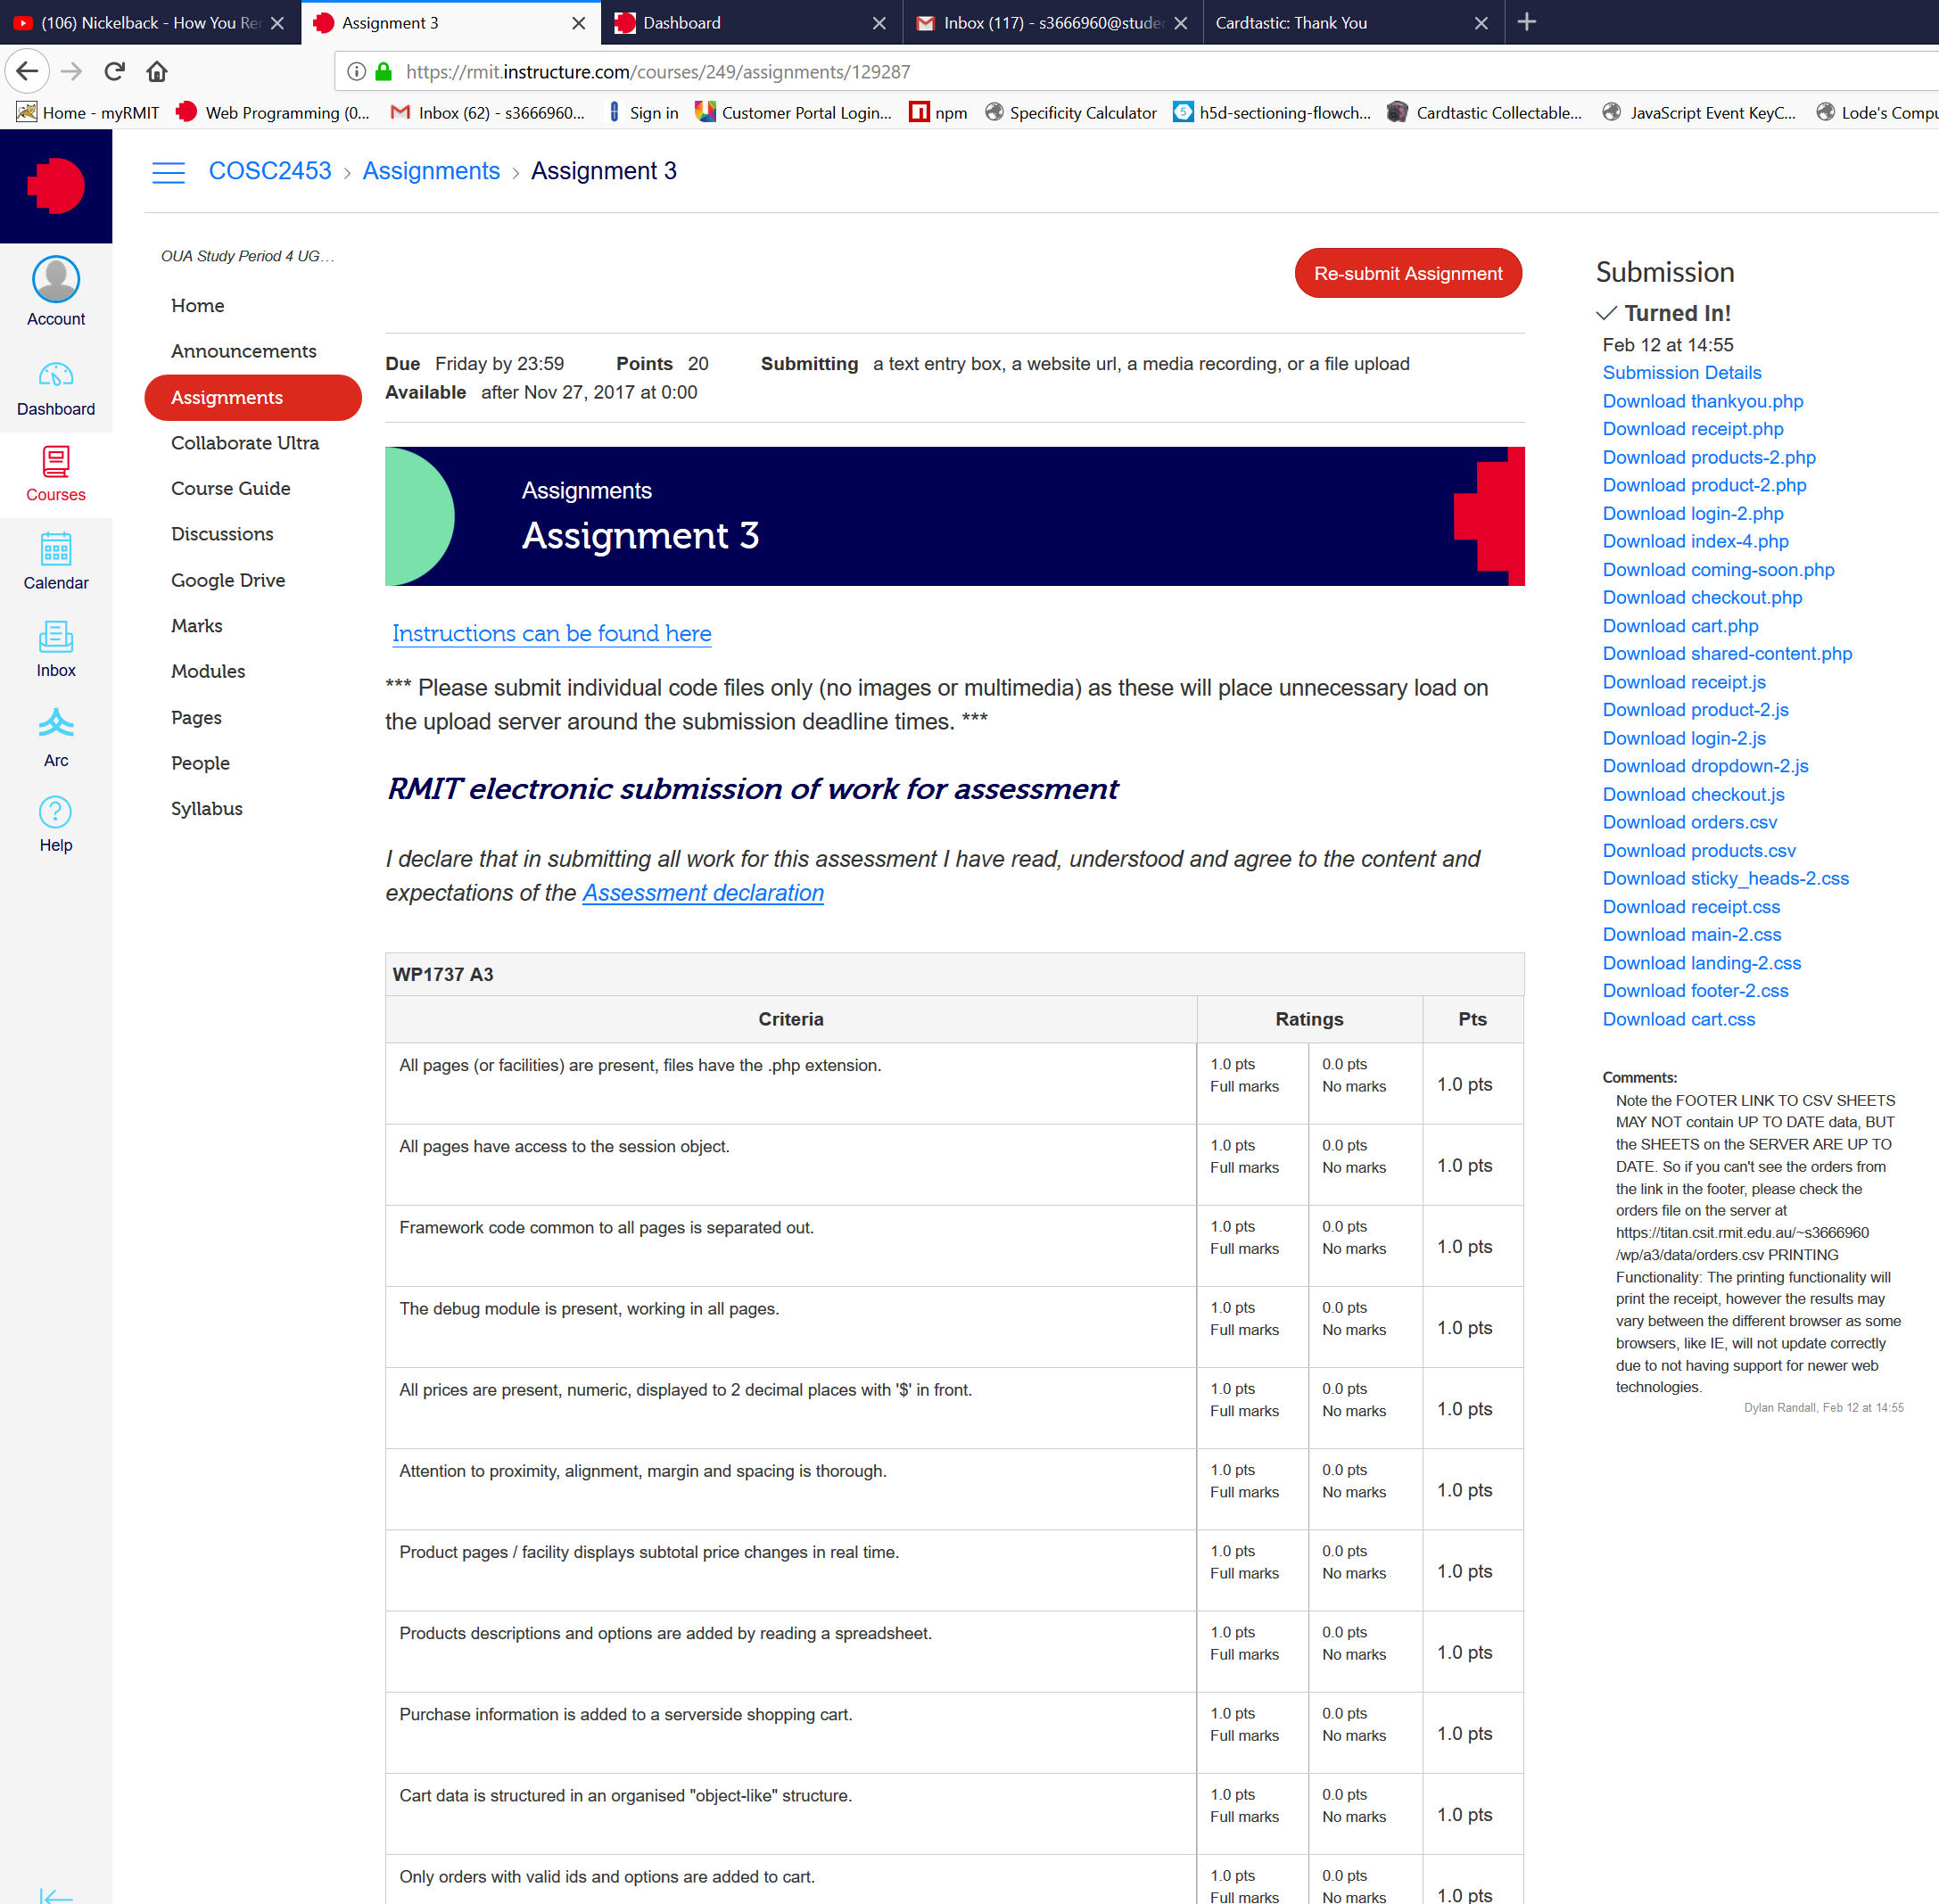 (106) Nickelback - How You Re
Assignment 3
Dashboard
Inbox (117) - s3666960@stude
Cardtastic: Thank You
https://rmit.instructure.com/courses/249/assignments/129287
Home - myRMIT
Web Programming (0...
Inbox (62) - s3666960...
Sign in
Customer Portal Login...
npm
Specificity Calculator
h5d-sectioning-flowch...
Cardtastic Collectable...
JavaScript Event KeyC...
Lode's Compu
COSC2453 › Assignments › Assignment 3
Account
Dashboard
Courses
Calendar
Inbox
Arc
Help
OUA Study Period 4 UG...
Home
Announcements
Assignments
Collaborate Ultra
Course Guide
Discussions
Google Drive
Marks
Modules
Pages
People
Syllabus
Re-submit Assignment
Due Friday by 23:59 Points 20 Submitting a text entry box, a website url, a media recording, or a file upload
Available after Nov 27, 2017 at 0:00
Assignments
Assignment 3
Instructions can be found here
*** Please submit individual code files only (no images or multimedia) as these will place unnecessary load on
the upload server around the submission deadline times. ***
RMIT electronic submission of work for assessment
I declare that in submitting all work for this assessment I have read, understood and agree to the content and
expectations of the Assessment declaration
WP1737 A3
Criteria Ratings Pts
All pages (or facilities) are present, files have the .php extension.
1.0 pts
Full marks
0.0 pts
No marks
1.0 pts
All pages have access to the session object.
1.0 pts
Full marks
0.0 pts
No marks
1.0 pts
Framework code common to all pages is separated out.
1.0 pts
Full marks
0.0 pts
No marks
1.0 pts
The debug module is present, working in all pages.
1.0 pts
Full marks
0.0 pts
No marks
1.0 pts
All prices are present, numeric, displayed to 2 decimal places with '$' in front.
1.0 pts
Full marks
0.0 pts
No marks
1.0 pts
Attention to proximity, alignment, margin and spacing is thorough.
1.0 pts
Full marks
0.0 pts
No marks
1.0 pts
Product pages / facility displays subtotal price changes in real time.
1.0 pts
Full marks
0.0 pts
No marks
1.0 pts
Products descriptions and options are added by reading a spreadsheet.
1.0 pts
Full marks
0.0 pts
No marks
1.0 pts
Purchase information is added to a serverside shopping cart.
1.0 pts
Full marks
0.0 pts
No marks
1.0 pts
Cart data is structured in an organised "object-like" structure.
1.0 pts
Full marks
0.0 pts
No marks
1.0 pts
Only orders with valid ids and options are added to cart.
1.0 pts
Full marks
0.0 pts
No marks
1.0 pts
Submission
Turned In!
Feb 12 at 14:55
Submission Details
Download thankyou.php
Download receipt.php
Download products-2.php
Download product-2.php
Download login-2.php
Download index-4.php
Download coming-soon.php
Download checkout.php
Download cart.php
Download shared-content.php
Download receipt.js
Download product-2.js
Download login-2.js
Download dropdown-2.js
Download checkout.js
Download orders.csv
Download products.csv
Download sticky_heads-2.css
Download receipt.css
Download main-2.css
Download landing-2.css
Download footer-2.css
Download cart.css
Comments:
Note the FOOTER LINK TO CSV SHEETS
MAY NOT contain UP TO DATE data, BUT
the SHEETS on the SERVER ARE UP TO
DATE. So if you can't see the orders from
the link in the footer, please check the
orders file on the server at
https://titan.csit.rmit.edu.au/~s3666960
/wp/a3/data/orders.csv PRINTING
Functionality: The printing functionality will
print the receipt, however the results may
vary between the different browser as some
browsers, like IE, will not update correctly
due to not having support for newer web
technologies.
Dylan Randall, Feb 12 at 14:55